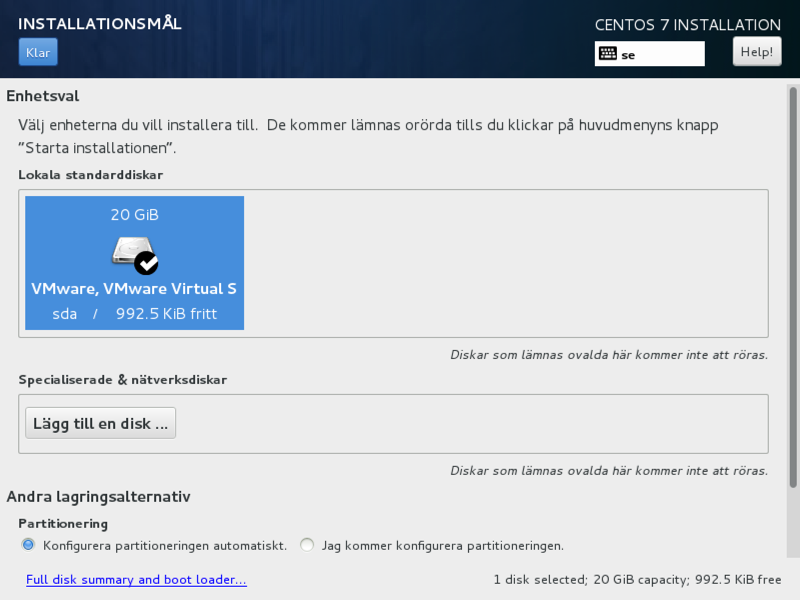 INSTALLATIONSMÅL
CENTOS 7 INSTALLATION
Klar
se
Help!
Enhetsval
Välj enheterna du vill installera till.  De kommer lämnas orörda tills du klickar på huvudmenyns knapp
"Starta installationen".
Lokala standarddiskar
20 GiB
VMware, VMware Virtual S
sda / 992.5 KiB fritt
Diskar som lämnas ovalda här kommer inte att röras.
Specialiserade & nätverksdiskar
Lägg till en disk ...
Diskar som lämnas ovalda här kommer inte att röras.
Andra lagringsalternativ
Partitionering
Konfigurera partitioneringen automatiskt. Jag kommer konfigurera partitioneringen.
Full disk summary and boot loader... 1 disk selected; 20 GiB capacity; 992.5 KiB free